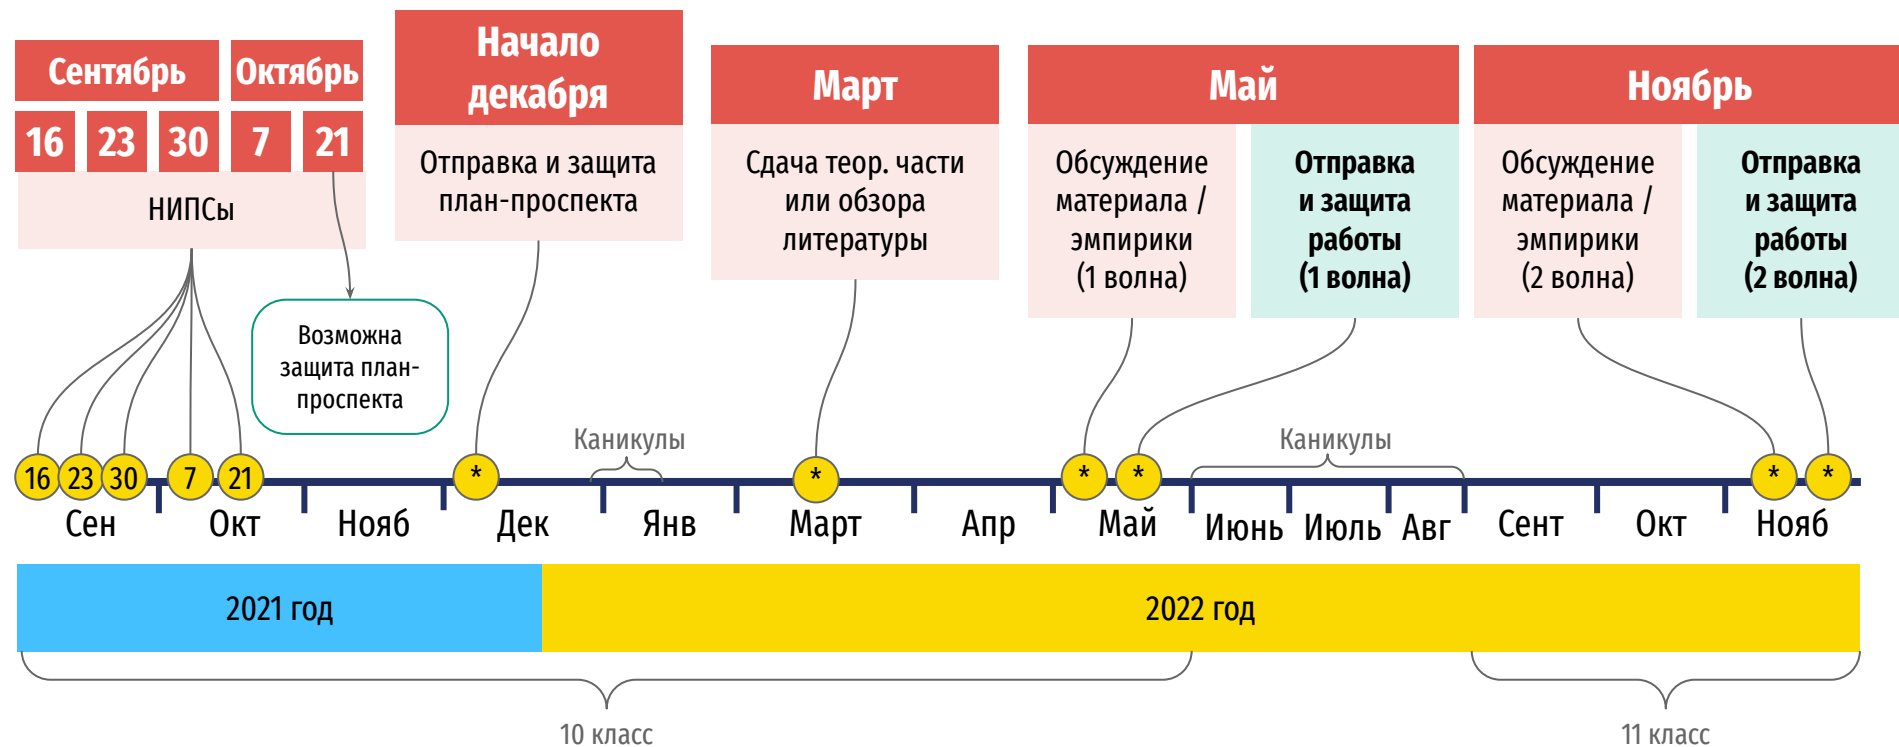 Сентябрь
Октябрь
16 23 30 7 21
НИПСы
Возможна
защита план-
проспекта
Начало
декабря
Отправка и защита
план-проспекта
Март
Сдача теор. части
или обзора
литературы
Май
Обсуждение
материала /
эмпирики
(1 волна)
Отправка
и защита
работы
(1 волна)
Ноябрь
Обсуждение
материала /
эмпирики
(2 волна)
Отправка
и защита
работы
(2 волна)
Каникулы
Каникулы
16 23 30 7 21 * * * * * *
Сен Окт Нояб Дек Янв Март Апр Май Июнь Июль Авг Сент Окт Нояб
2021 год
2022 год
10 класс
11 класс